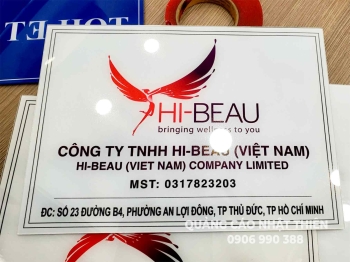 HI-BEAU
bringing wellness to you
CÔNG TY TNHH HI-BEAU (VIỆT NAM)
HI-BEAU (VIET NAM) COMPANY LIMITED
MST: 0317823203
ĐC: SỐ 23 ĐƯỜNG B4, PHƯỜNG AN LỢI ĐÔNG, TP THỦ ĐỨC, TP HỒ CHÍ MINH
QUẢNG CÁO NHẤT THIÊN
0906 990 388